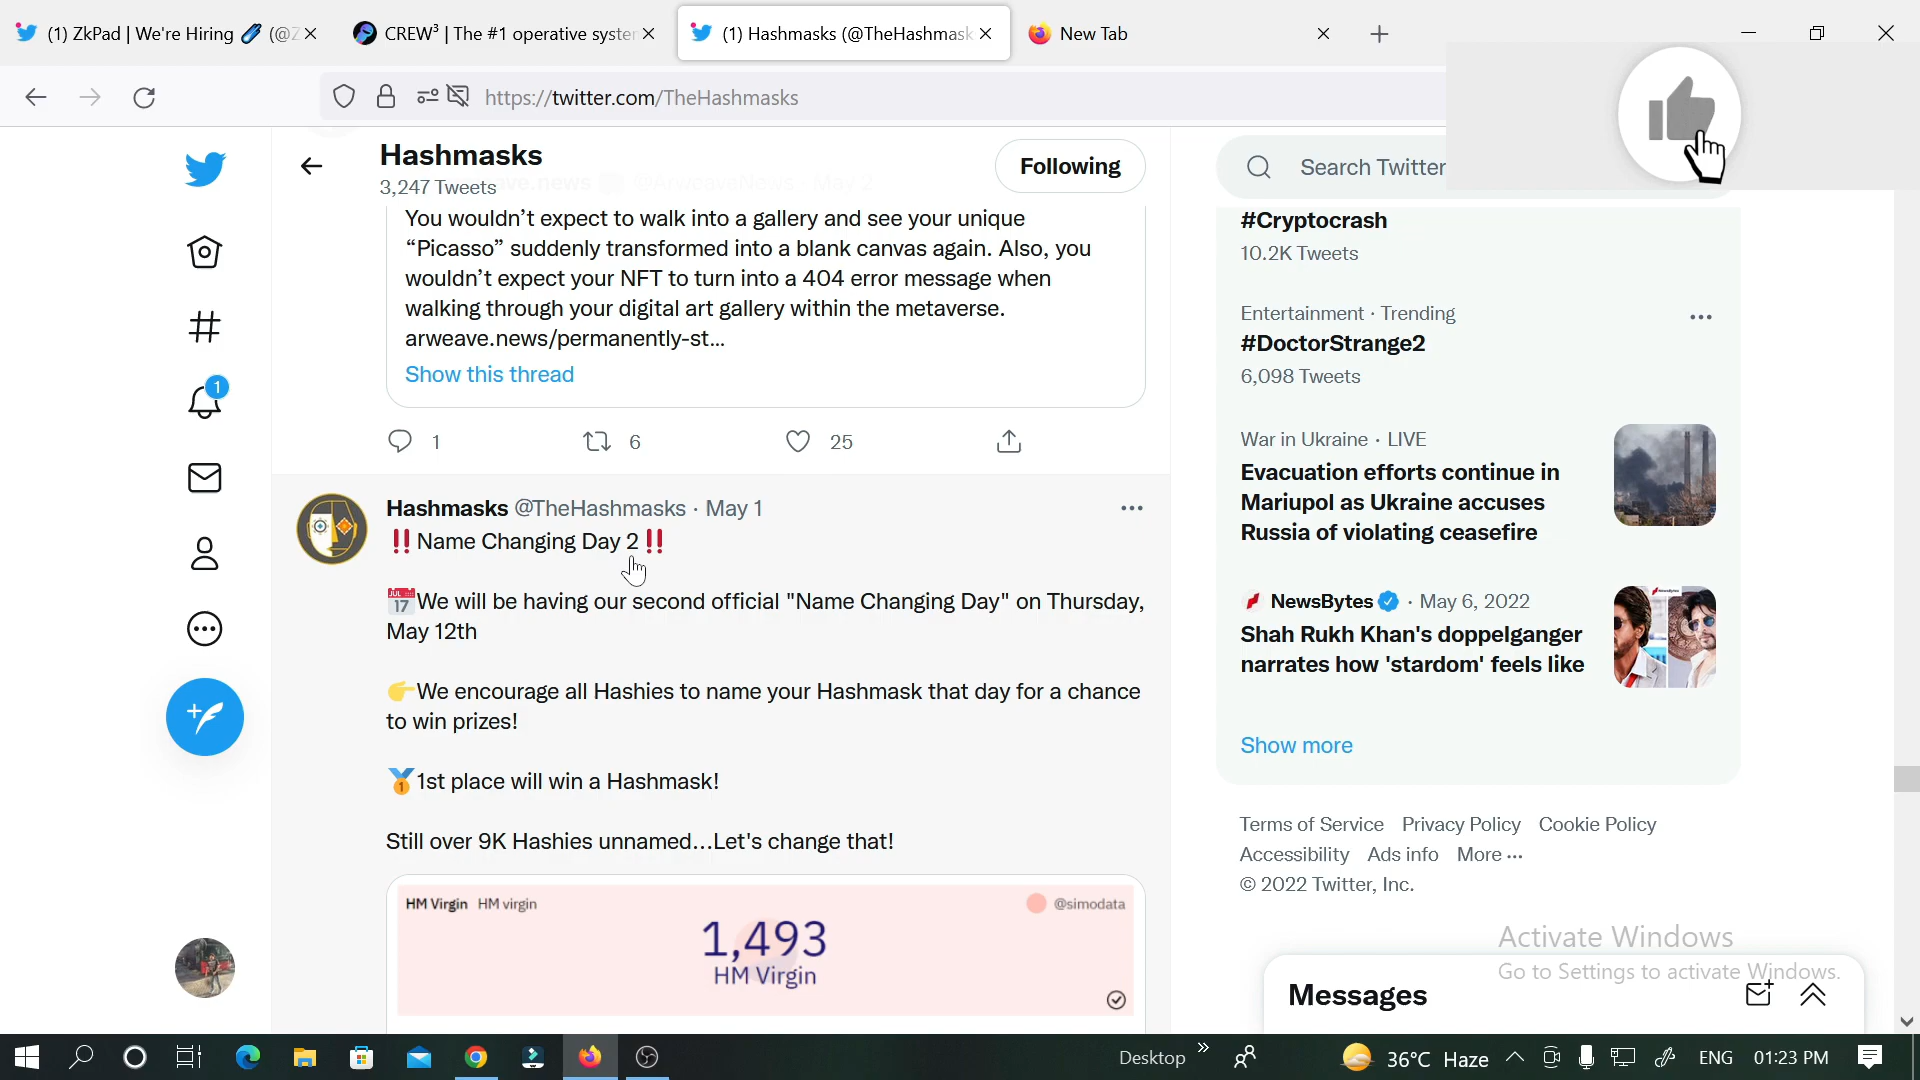 (1) ZkPad | We're Hiring
CREW³ | The #1 operative syste
(1) Hashmasks (@TheHashmask
New Tab
https://twitter.com/TheHashmasks
Hashmasks
3,247 Tweets
Following
Search Twitter
You wouldn’t expect to walk into a gallery and see your unique
“Picasso” suddenly transformed into a blank canvas again. Also, you
wouldn’t expect your NFT to turn into a 404 error message when
walking through your digital art gallery within the metaverse.
arweave.news/permanently-st...
Show this thread
1 6 25
Hashmasks @TheHashmasks · May 1
‼️Name Changing Day 2‼️
📅We will be having our second official "Name Changing Day" on Thursday,
May 12th
👉We encourage all Hashies to name your Hashmask that day for a chance
to win prizes!
🥇1st place will win a Hashmask!
Still over 9K Hashies unnamed...Let's change that!
HM Virgin HM virgin
@simodata
1,493
HM Virgin
#Cryptocrash
10.2K Tweets
Entertainment · Trending
#DoctorStrange2
6,098 Tweets
War in Ukraine · LIVE
Evacuation efforts continue in
Mariupol as Ukraine accuses
Russia of violating ceasefire
NewsBytes · May 6, 2022
Shah Rukh Khan's doppelganger
narrates how 'stardom' feels like
Show more
Terms of Service Privacy Policy Cookie Policy
Accessibility Ads info More ···
© 2022 Twitter, Inc.
Activate Windows
Go to Settings to activate Windows.
Messages
1
Desktop
36°C Haze
ENG
01:23 PM